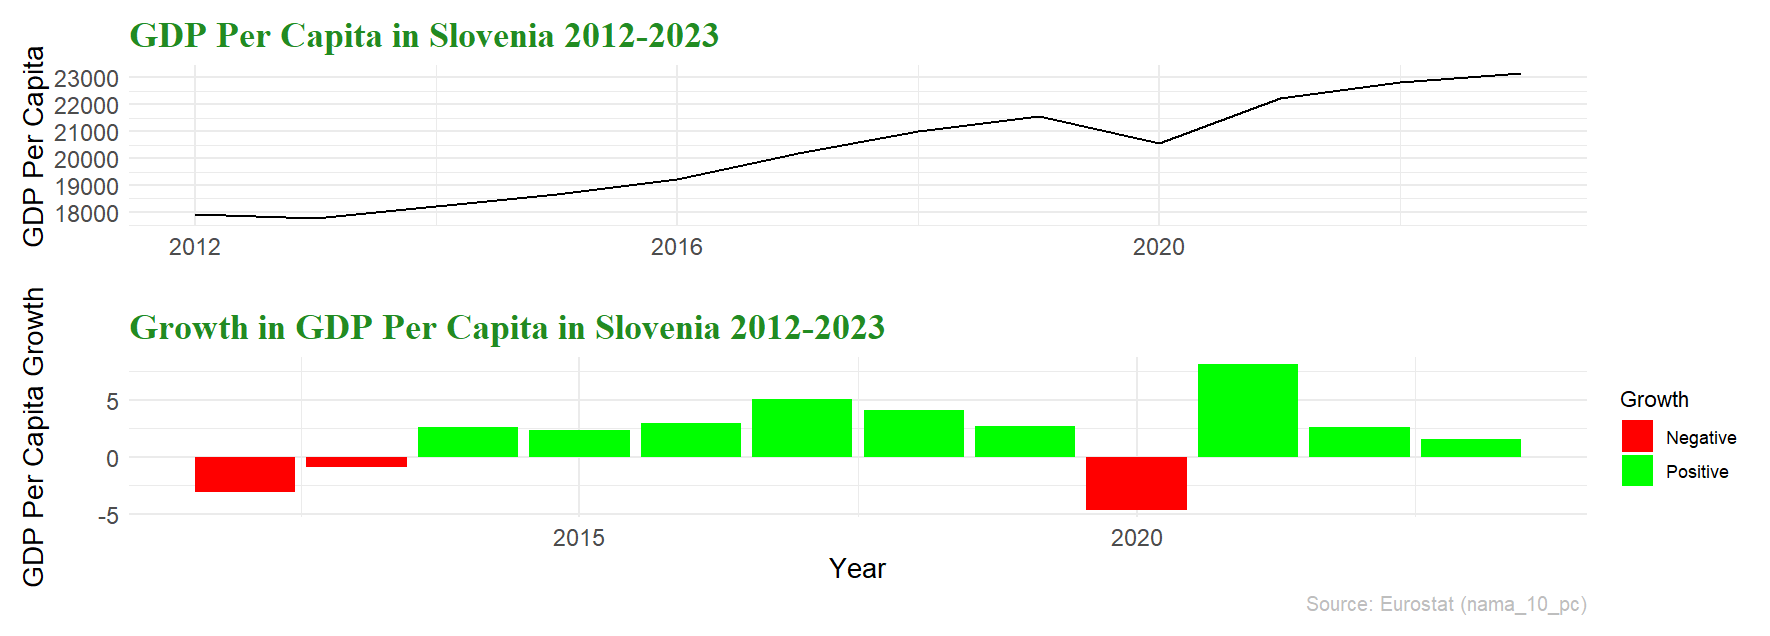 GDP Per Capita in Slovenia 2012-2023
GDP Per Capita
23000
22000
21000
20000
19000
18000
2012 2016 2020
Growth in GDP Per Capita in Slovenia 2012-2023
GDP Per Capita Growth
5
0
-5
2015 2020
Year
Growth
Negative
Positive
Source: Eurostat (nama_10_pc)